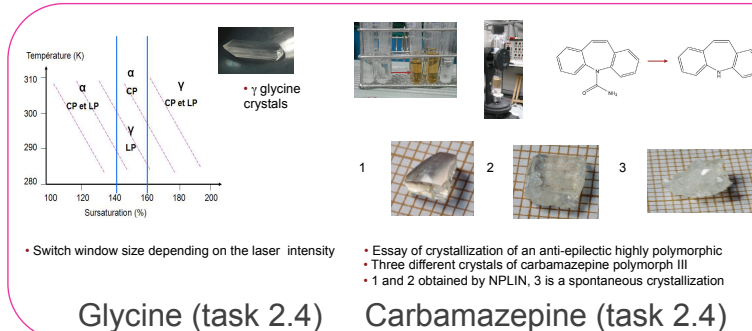 Température (K)
310
300
290
280
100
120
140
160
180
200
Sursaturation (%)
α
CP et LP
α
CP
γ
LP
γ
CP et LP
• γ glycine
crystals
N
O
NH₂
N
H
1
2
3
• Switch window size depending on the laser intensity
• Essay of crystallization of an anti-epilectic highly polymorphic
• Three different crystals of carbamazepine polymorph III
• 1 and 2 obtained by NPLIN, 3 is a spontaneous crystallization
Glycine (task 2.4)
Carbamazepine (task 2.4)